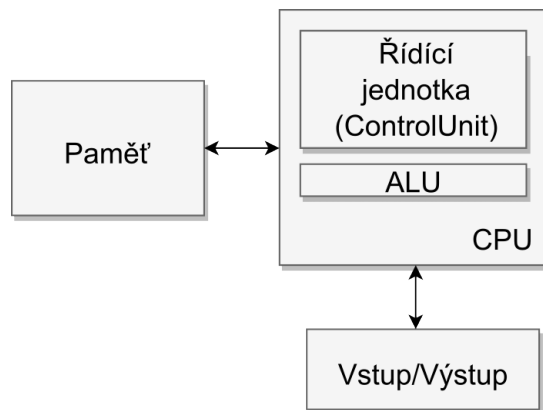 Řídící
jednotka
(ControlUnit)
Paměť
ALU
CPU
Vstup/Výstup